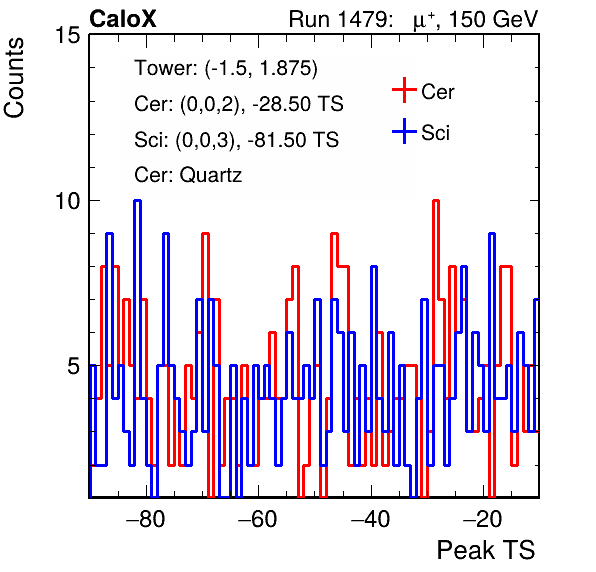 CaloX Run 1479: μ⁺, 150 GeV
Counts
15
10
5
Tower: (-1.5, 1.875)
Cer: (0,0,2), -28.50 TS
Sci: (0,0,3), -81.50 TS
Cer: Quartz
Cer
Sci
−80 −60 −40 −20
Peak TS